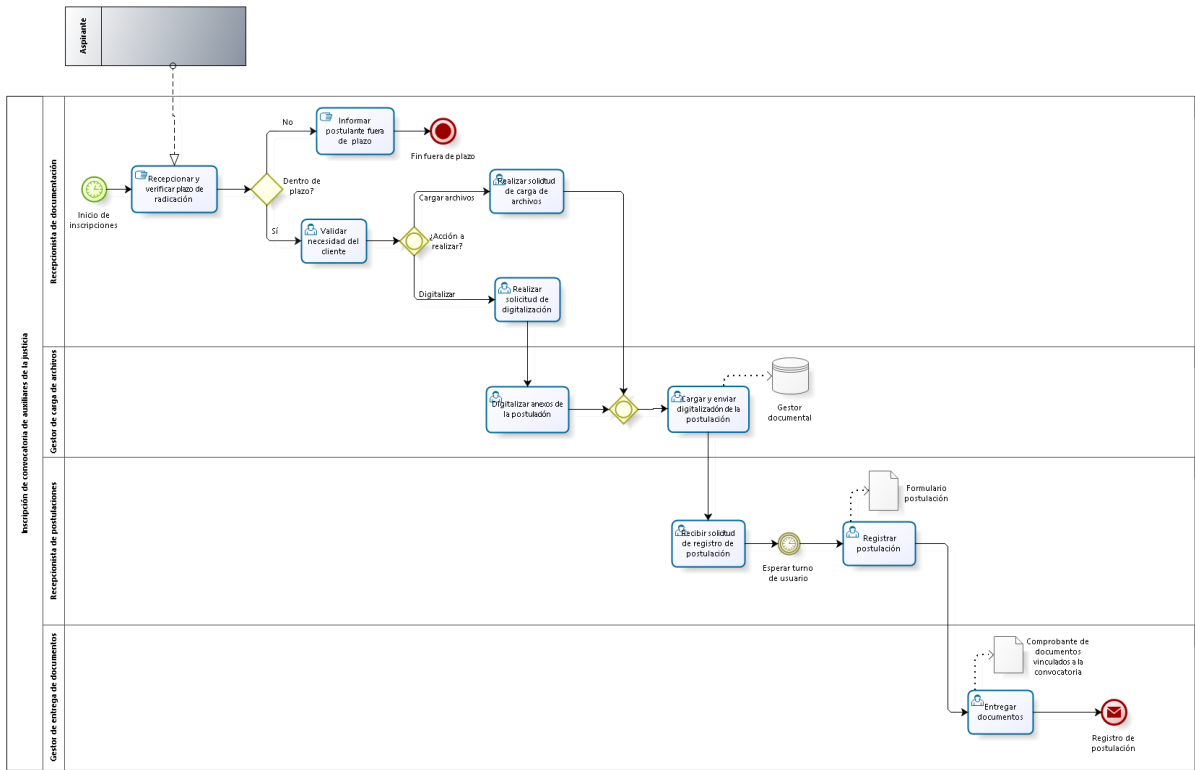 Aspirante
Inscripción de convocatoria de auxiliares de la justicia
Recepcionista de documentación
Inicio de
inscripciones
Recepcionar y
verificar plazo de
radicación
Dentro de
plazo?
No
Informar
postulante fuera
de plazo
Fin fuera de plazo
Sí
Validar
necesidad del
cliente
¿Acción a
realizar?
Cargar archivos
Realizar solicitud
de carga de
archivos
Digitalizar
Realizar
solicitud de
digitalización
Gestor de carga de archivos
Digitalizar anexos de
la postulación
Cargar y enviar
digitalización de la
postulación
Gestor
documental
Recepcionista de postulaciones
Recibir solicitud
de registro de
postulación
Esperar turno
de usuario
Registrar
postulación
Formulario
postulación
Gestor de entrega de documentos
Entregar
documentos
Comprobante de
documentos
vinculados a la
convocatoria
Registro de
postulación